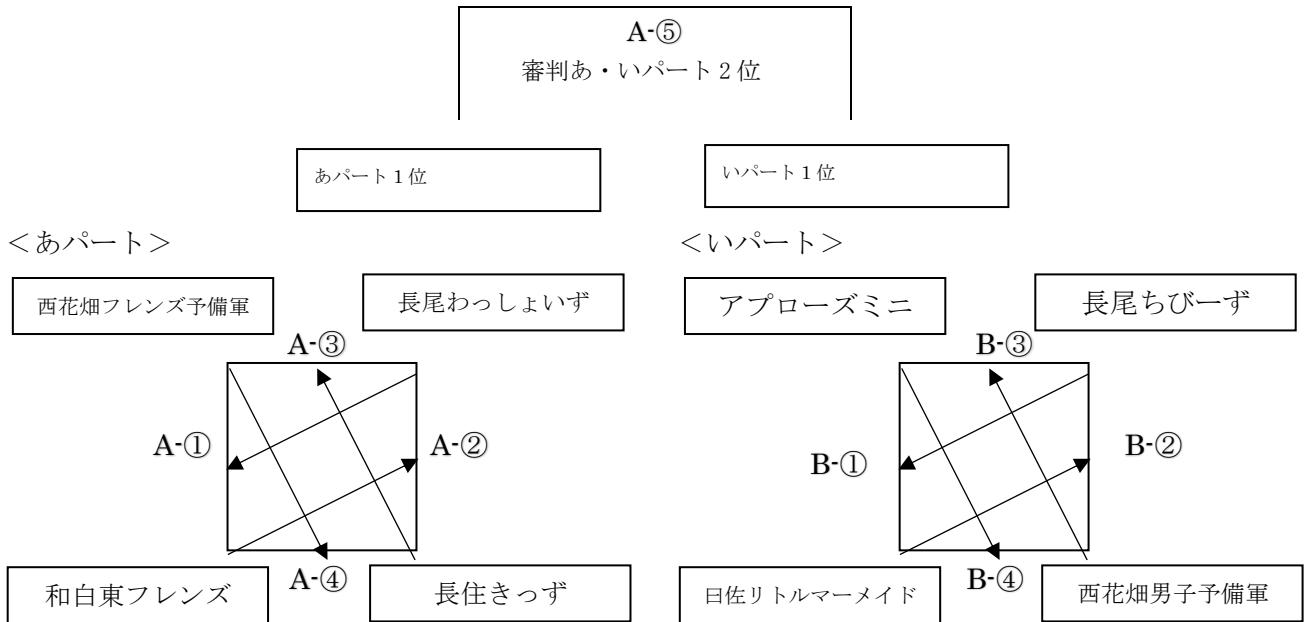 A-⑤
審判あ・いパート2位
あパート1位
いパート1位
＜あパート＞
＜いパート＞
西花畑フレンズ予備軍
長尾わっしょいず
アプローズミニ
長尾ちびーず
A-③
B-③
A-①
A-②
B-①
B-②
A-④
B-④
和白東フレンズ
長住きっず
曰佐リトルマーメイド
西花畑男子予備軍